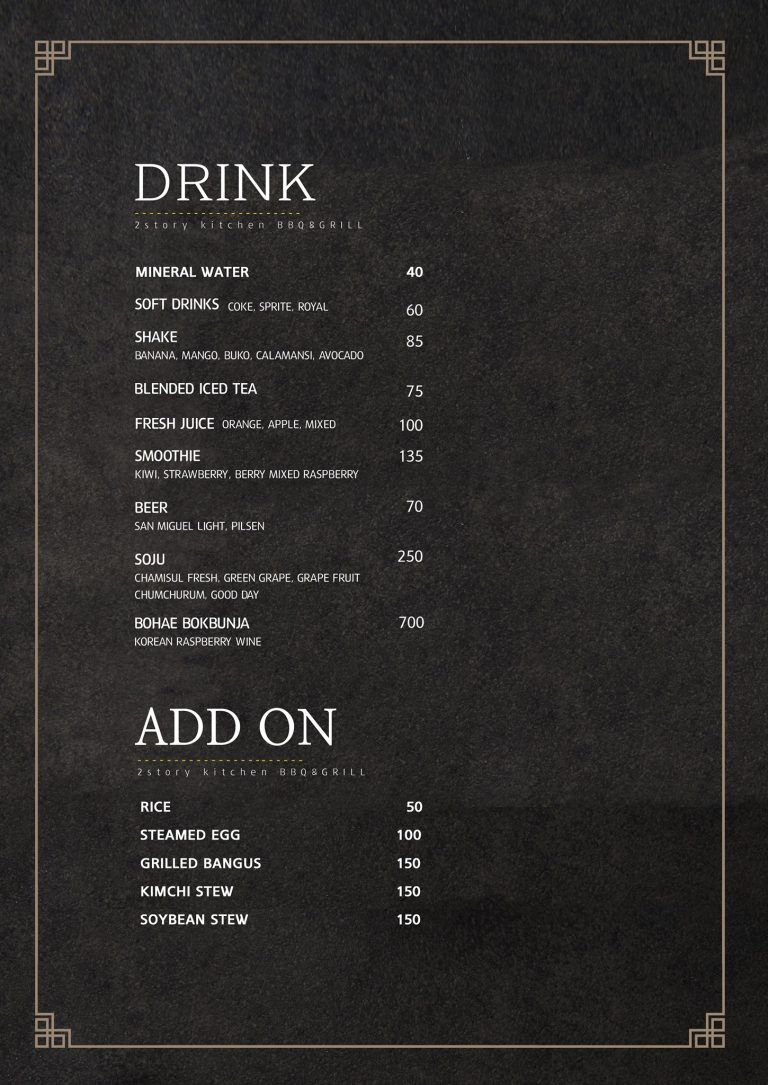 DRINK
2story kitchen BBQ&GRILL
MINERAL WATER 40
SOFT DRINKS COKE, SPRITE, ROYAL 60
SHAKE 85
BANANA, MANGO, BUKO, CALAMANSI, AVOCADO
BLENDED ICED TEA 75
FRESH JUICE ORANGE, APPLE, MIXED 100
SMOOTHIE 135
KIWI, STRAWBERRY, BERRY MIXED RASPBERRY
BEER 70
SAN MIGUEL LIGHT, PILSEN
SOJU 250
CHAMISUL FRESH, GREEN GRAPE, GRAPE FRUIT
CHUMCHURUM, GOOD DAY
BOHAE BOKBUNJA 700
KOREAN RASPBERRY WINE
ADD ON
2story kitchen BBQ&GRILL
RICE 50
STEAMED EGG 100
GRILLED BANGUS 150
KIMCHI STEW 150
SOYBEAN STEW 150